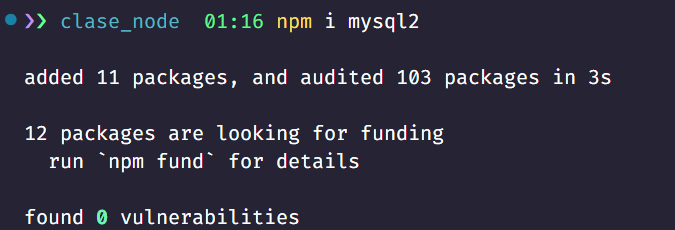 ❯❯ clase_node 01:16 npm i mysql2
added 11 packages, and audited 103 packages in 3s
12 packages are looking for funding
run `npm fund` for details
found 0 vulnerabilities